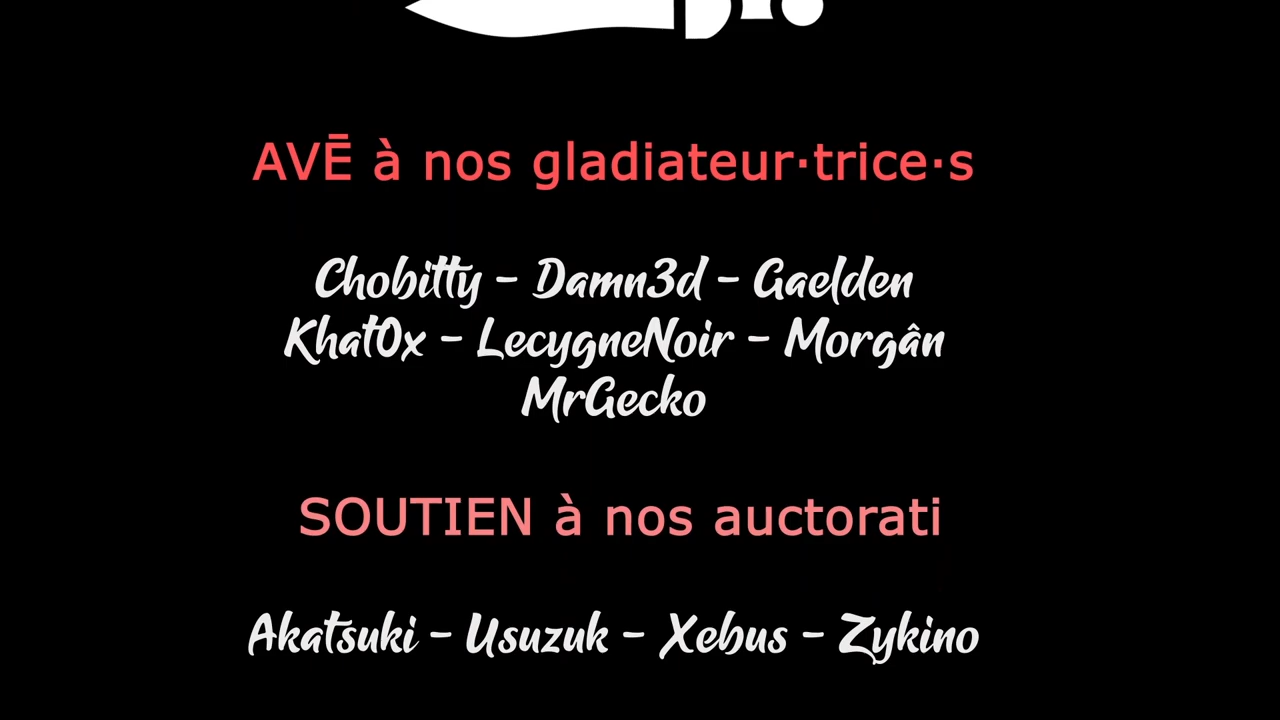 AVĒ à nos gladiateur·trice·s
Chobitty - Damn3d - Gaelden
Khat0x - LecygneNoir - Morgân
MrGecko
SOUTIEN à nos auctorati
Akatsuki - Usuzuk - Xebus - Zykino